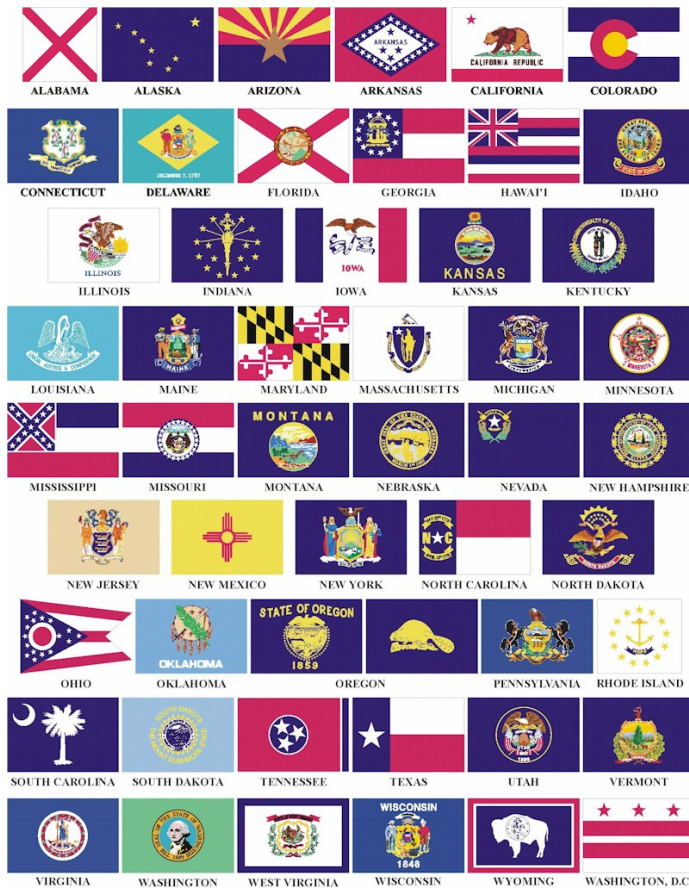 ALABAMA
ALASKA
ARIZONA
ARKANSAS
ARKANSAS
CALIFORNIA REPUBLIC
CALIFORNIA
COLORADO
CONNECTICUT
DECEMBER 7, 1787
DELAWARE
FLORIDA
GEORGIA
HAWAI'I
IDAHO
ILLINOIS
ILLINOIS
INDIANA
IOWA
IOWA
KANSAS
KANSAS
KENTUCKY
LOUISIANA
MAINE
MAINE
MARYLAND
MASSACHUSETTS
MICHIGAN
MINNESOTA
MISSISSIPPI
MISSOURI
MONTANA
MONTANA
NEBRASKA
NEVADA
NEW HAMPSHIRE
NEW JERSEY
NEW MEXICO
NEW YORK
N C
NORTH CAROLINA
NORTH DAKOTA
OHIO
OKLAHOMA
OKLAHOMA
STATE OF OREGON
1859
OREGON
PENNSYLVANIA
RHODE ISLAND
SOUTH CAROLINA
SOUTH DAKOTA
SOUTH DAKOTA
TENNESSEE
TEXAS
UTAH
UTAH
VERMONT
VIRGINIA
WASHINGTON
WEST VIRGINIA
WISCONSIN
1848
WISCONSIN
WYOMING
WASHINGTON, D.C